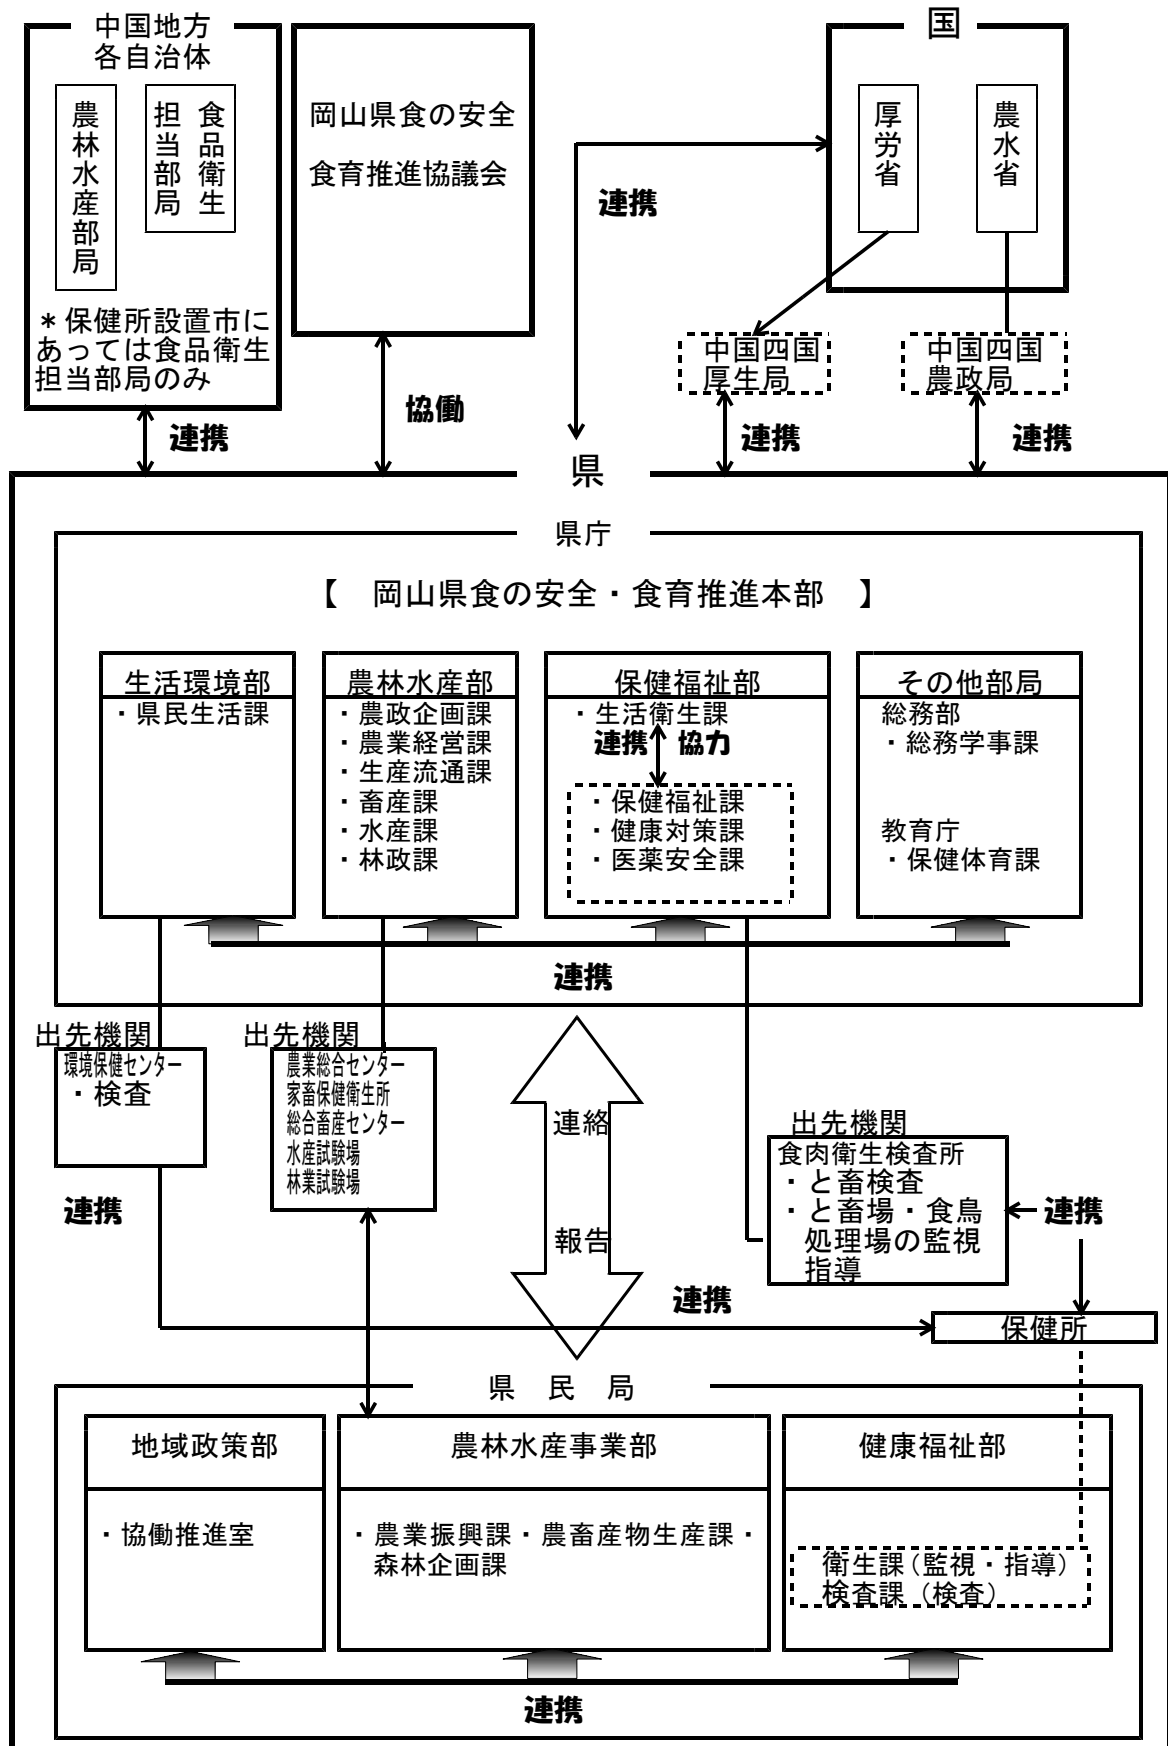 中国地方
各自治体
農林水産部局
食品衛生
担当部局
＊保健所設置市に
あっては食品衛生
担当部局のみ
連携
岡山県食の安全
食育推進協議会
協働
国
厚労省
農水省
連携
中国四国
厚生局
連携
中国四国
農政局
連携
県
県庁
【　岡山県食の安全・食育推進本部　】
生活環境部
・県民生活課
農林水産部
・農政企画課
・農業経営課
・生産流通課
・畜産課
・水産課
・林政課
保健福祉部
・生活衛生課
連携　協力
・保健福祉課
・健康対策課
・医薬安全課
その他部局
総務部
・総務学事課
教育庁
・保健体育課
連携
出先機関
環境保健センター
・検査
連携
出先機関
農業総合センター
家畜保健衛生所
総合畜産センター
水産試験場
林業試験場
連絡
報告
出先機関
食肉衛生検査所
・と畜検査
・と畜場・食鳥
処理場の監視
指導
連携
連携
保健所
県　民　局
地域政策部
・協働推進室
農林水産事業部
・農業振興課・農畜産物生産課・
森林企画課
健康福祉部
衛生課（監視・指導）
検査課（検査）
連携